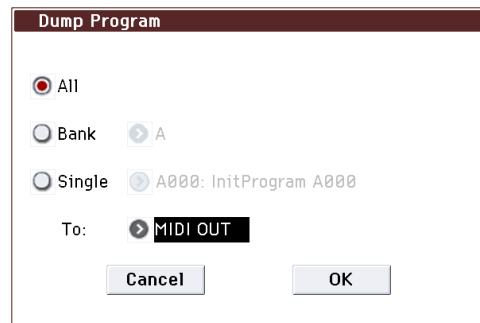 Dump Program
All
Bank A
Single A000: InitProgram A000
To: MIDI OUT
Cancel OK